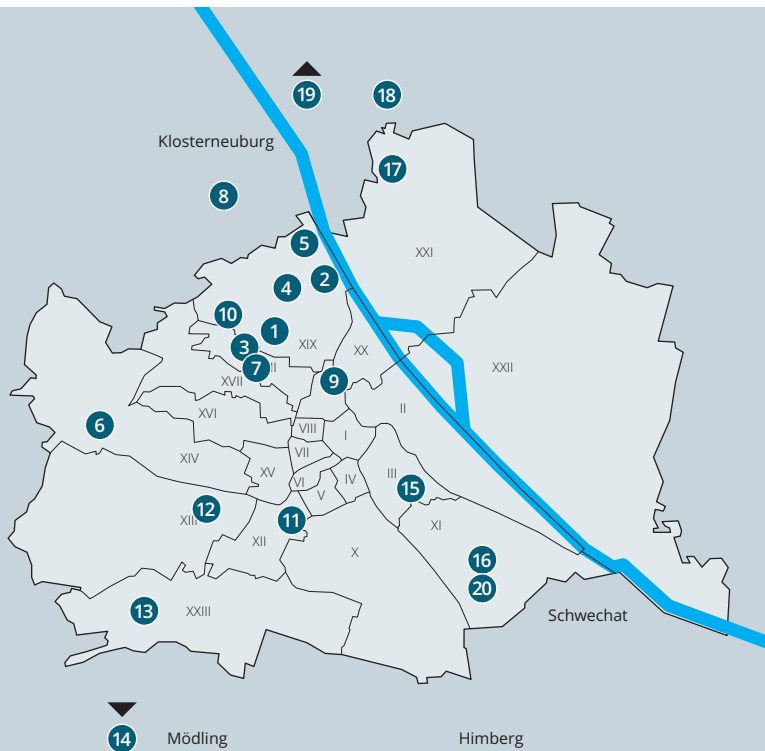 19
18
Klosterneuburg
17
8
5
XXI
2
4
10
1
XIX
3
XX
7
II
XXII
XVII
9
XVI
II
6
VIII
I
XIV
VII
XV
III
VI
IV
15
V
12
XIII
11
XI
XII
X
16
20
13
XXIII
Schwechat
14
Mödling
Himberg